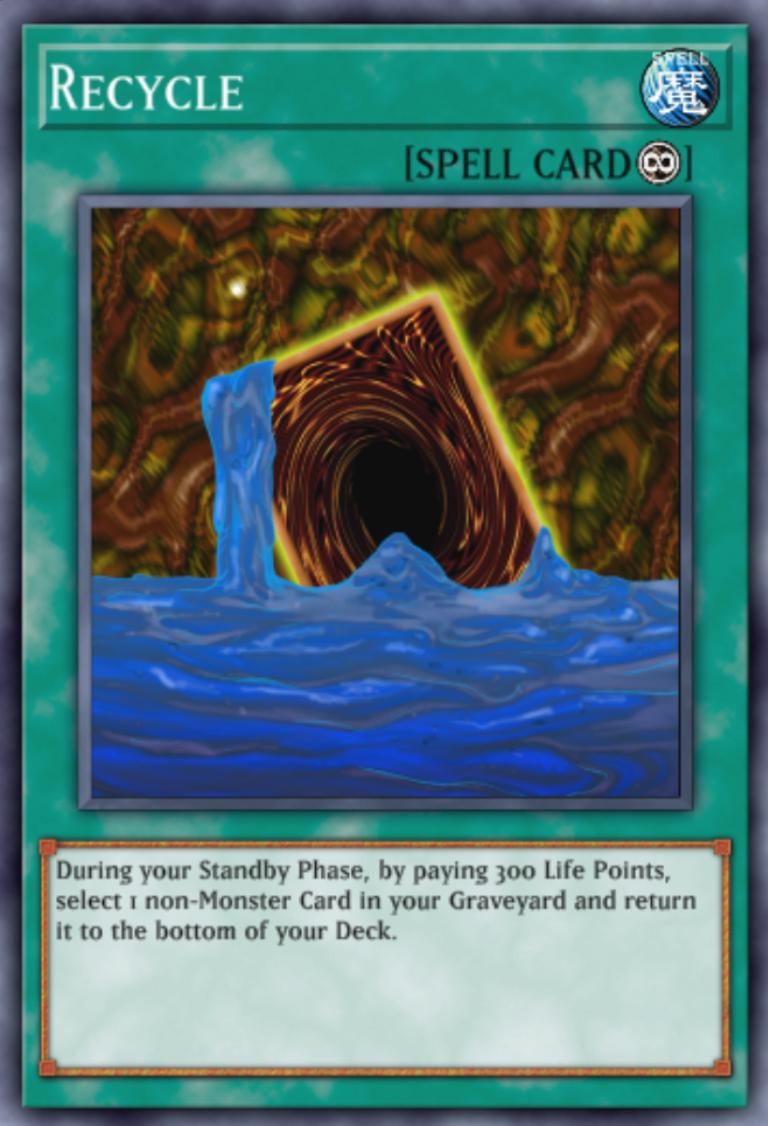 RECYCLE
SPELL
魔
[SPELL CARD♾]
During your Standby Phase, by paying 300 Life Points,
select 1 non-Monster Card in your Graveyard and return
it to the bottom of your Deck.